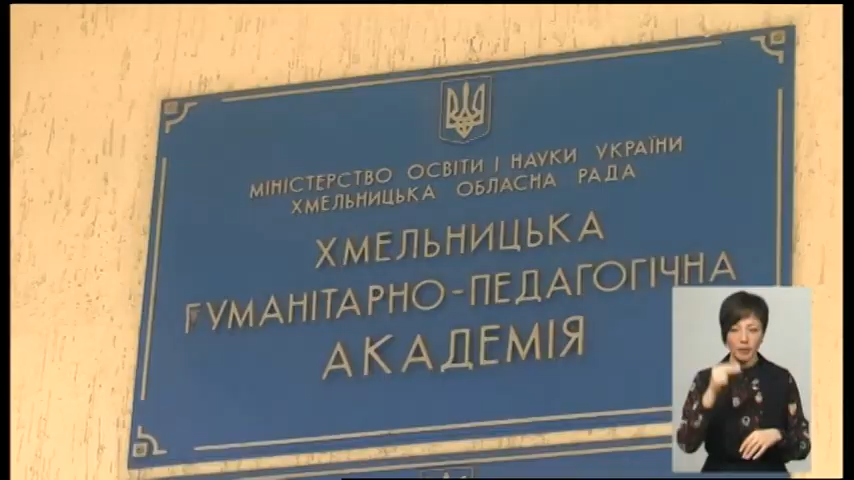 МІНІСТЕРСТВО ОСВІТИ І НАУКИ УКРАЇНИ
ХМЕЛЬНИЦЬКА ОБЛАСНА РАДА
ХМЕЛЬНИЦЬКА
ГУМАНІТАРНО-ПЕДАГОГІЧНА
АКАДЕМІЯ